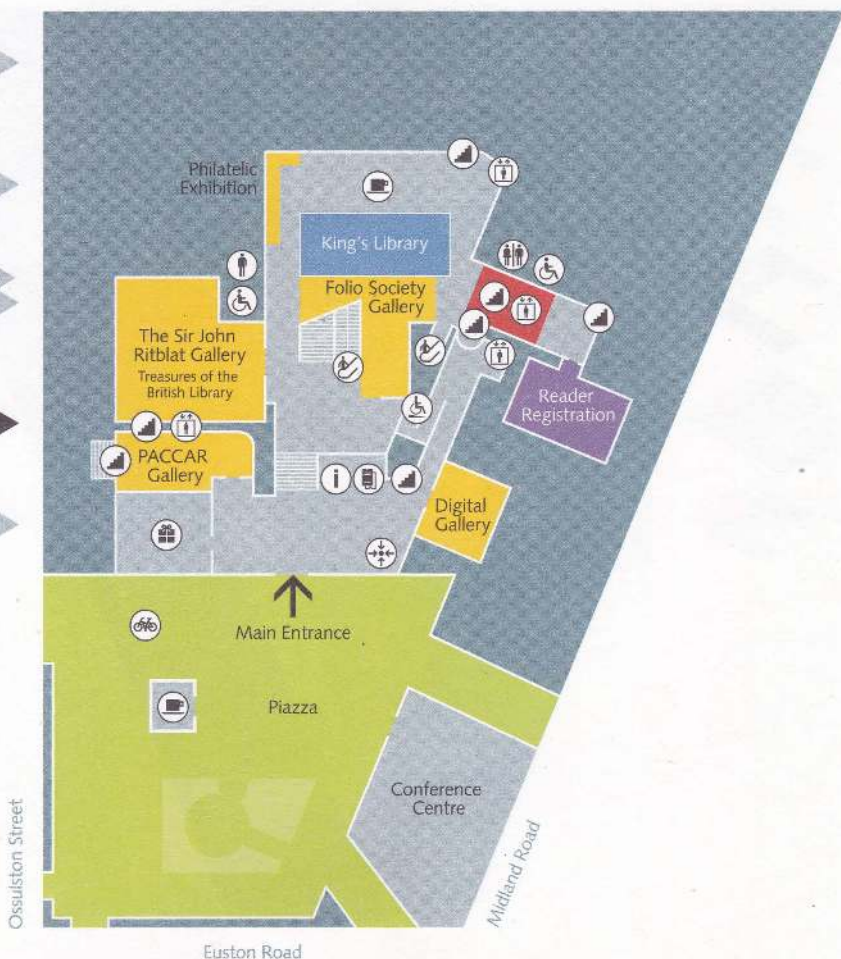 Philatelic
Exhibition
King's Library
Folio Society
Gallery
The Sir John
Ritblat Gallery
Treasures of the
British Library
Reader
Registration
PACCAR
Gallery
i
Digital
Gallery
Main Entrance
Piazza
Conference
Centre
Ossulston Street
Midland Road
Euston Road